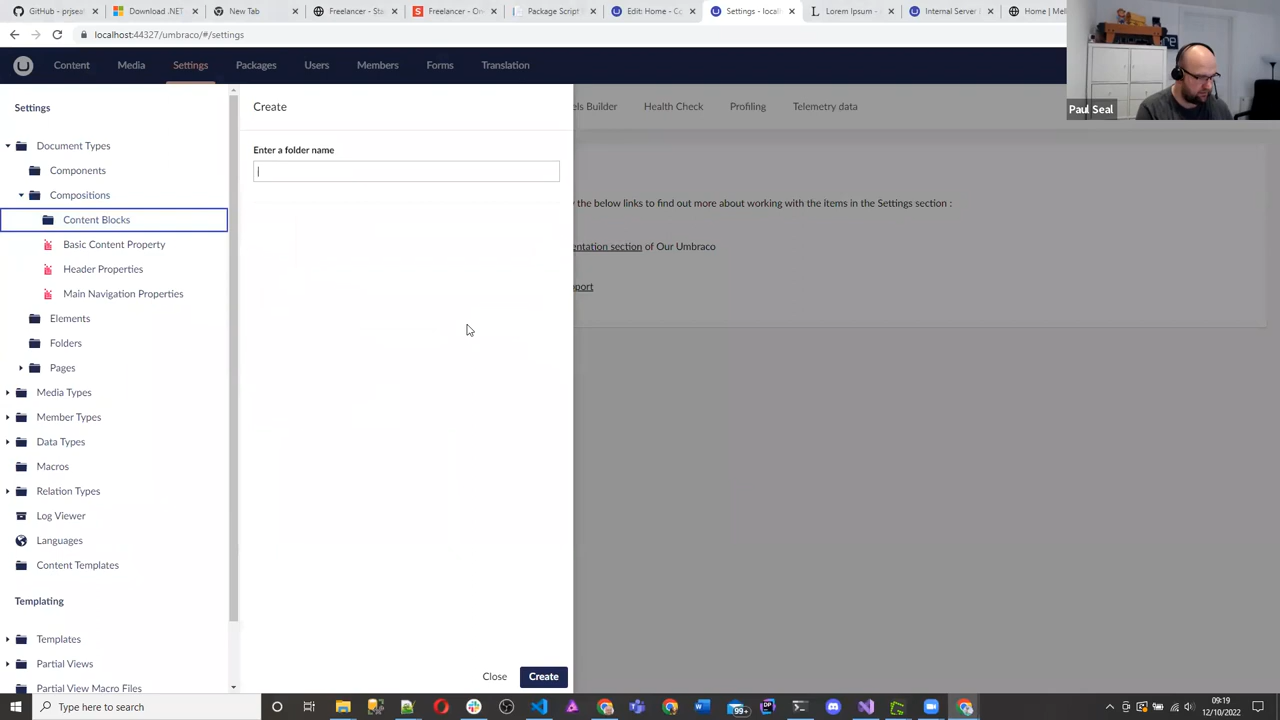 GitHub - prjseal
Download .NET
New Tab
Freelancer - Sta
Freelancer - On
Package Script
Edit: Home - Co
Settings - locali
Lorem Ipsum -
Internal Server
Home | Mel
localhost:44327/umbraco/#/settings
Content
Media
Settings
Packages
Users
Members
Forms
Translation
Paul Seal
Settings
Document Types
Components
Compositions
Content Blocks
Basic Content Property
Header Properties
Main Navigation Properties
Elements
Folders
Pages
Media Types
Member Types
Data Types
Macros
Relation Types
Log Viewer
Languages
Content Templates
Templating
Templates
Partial Views
Partial View Macro Files
Create
Enter a folder name
Close
Create
els Builder
Health Check
Profiling
Telemetry data
the below links to find out more about working with the items in the Settings section :
entation section of Our Umbraco
port
Type here to search
99+
09:19
12/10/2022